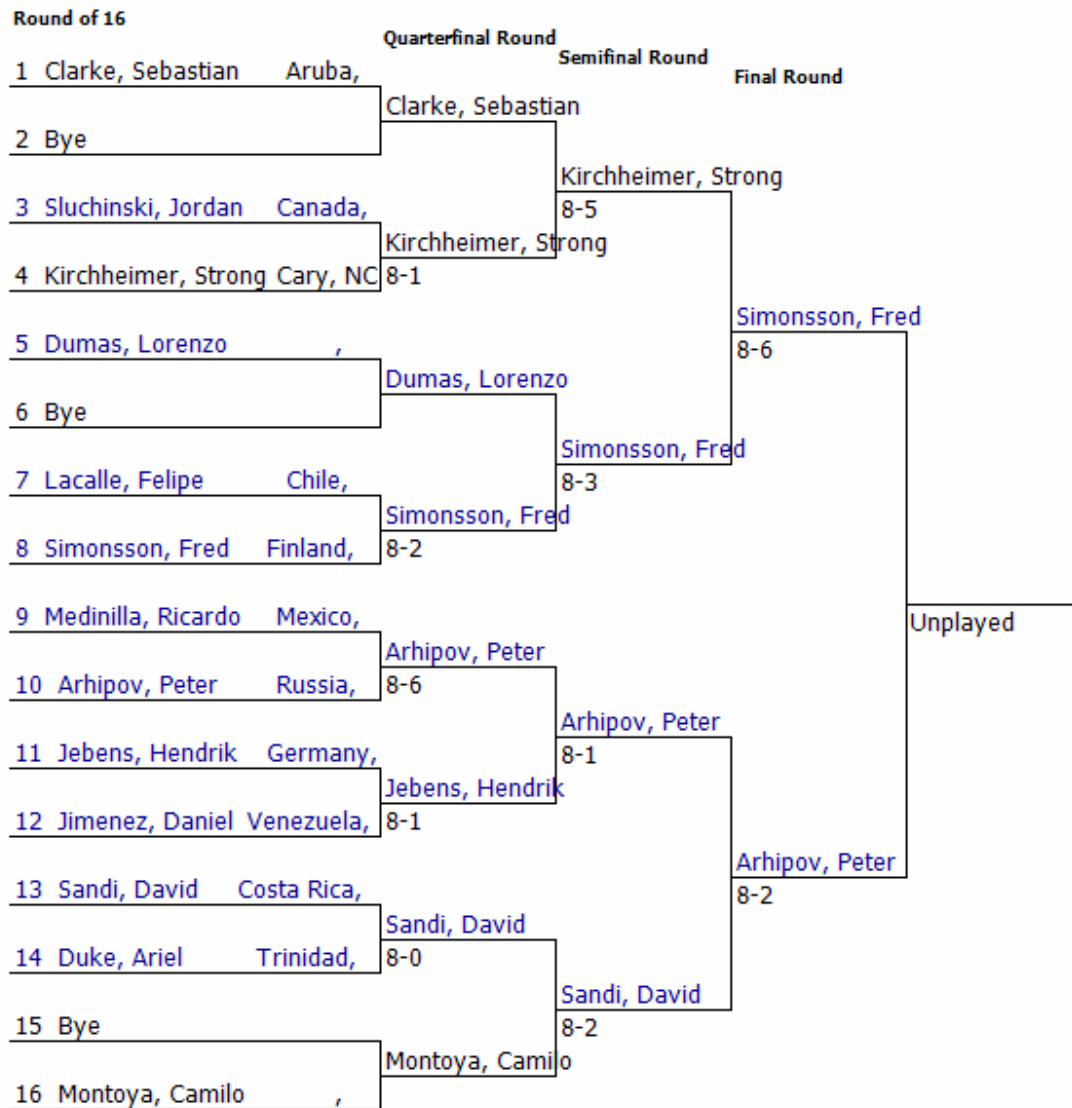 Round of 16
Quarterfinal Round
Semifinal Round
Final Round
1 Clarke, Sebastian Aruba,
Clarke, Sebastian
2 Bye
Kirchheimer, Strong
8-5
3 Sluchinski, Jordan Canada,
Kirchheimer, Strong
4 Kirchheimer, Strong Cary, NC
8-1
Simonsson, Fred
8-6
5 Dumas, Lorenzo ,
Dumas, Lorenzo
6 Bye
Simonsson, Fred
8-3
7 Lacalle, Felipe Chile,
Simonsson, Fred
8 Simonsson, Fred Finland,
8-2
Unplayed
9 Medinilla, Ricardo Mexico,
Arhipov, Peter
10 Arhipov, Peter Russia,
8-6
Arhipov, Peter
8-1
11 Jebens, Hendrik Germany,
Jebens, Hendrik
12 Jimenez, Daniel Venezuela,
8-1
Arhipov, Peter
8-2
13 Sandi, David Costa Rica,
Sandi, David
14 Duke, Ariel Trinidad,
8-0
Sandi, David
8-2
15 Bye
Montoya, Camilo
16 Montoya, Camilo ,